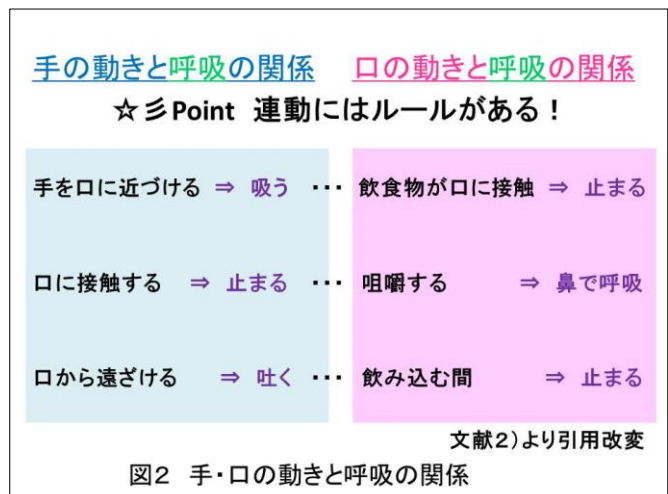 手の動きと呼吸の関係 口の動きと呼吸の関係
☆彡Point 連動にはルールがある！
手を口に近づける ⇒ 吸う ・・・ 飲食物が口に接触 ⇒ 止まる
口に接触する ⇒ 止まる ・・・ 咀嚼する ⇒ 鼻で呼吸
口から遠ざける ⇒ 吐く ・・・ 飲み込む間 ⇒ 止まる
文献２）より引用改変
図２ 手・口の動きと呼吸の関係